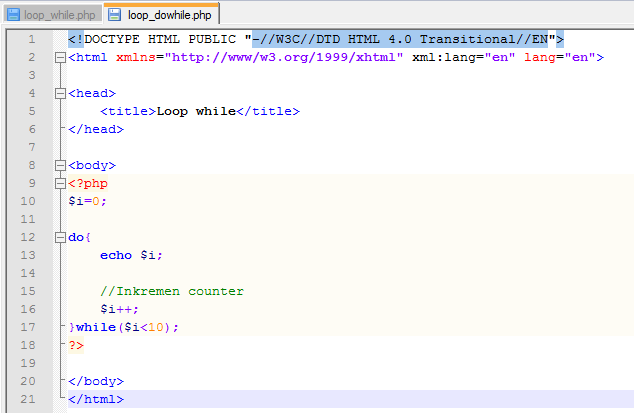 loop_while.php loop_dowhile.php
1 <!DOCTYPE HTML PUBLIC "-//W3C//DTD HTML 4.0 Transitional//EN">
2 <html xmlns="http://www/w3.org/1999/xhtml" xml:lang="en" lang="en">
3
4 <head>
5 <title>Loop while</title>
6 </head>
7
8 <body>
9 <?php
10 $i=0;
11
12 do{
13 echo $i;
14
15 //Inkremen counter
16 $i++;
17 }while($i<10);
18 ?>
19
20 </body>
21 </html>